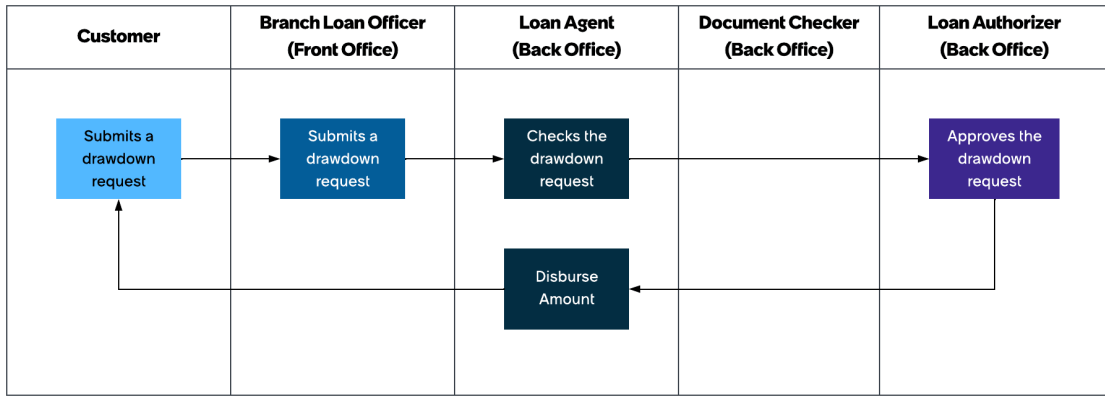 Customer
Branch Loan Officer
(Front Office)
Loan Agent
(Back Office)
Document Checker
(Back Office)
Loan Authorizer
(Back Office)
Submits a
drawdown
request
Submits a
drawdown
request
Checks the
drawdown
request
Approves the
drawdown
request
Disburse
Amount